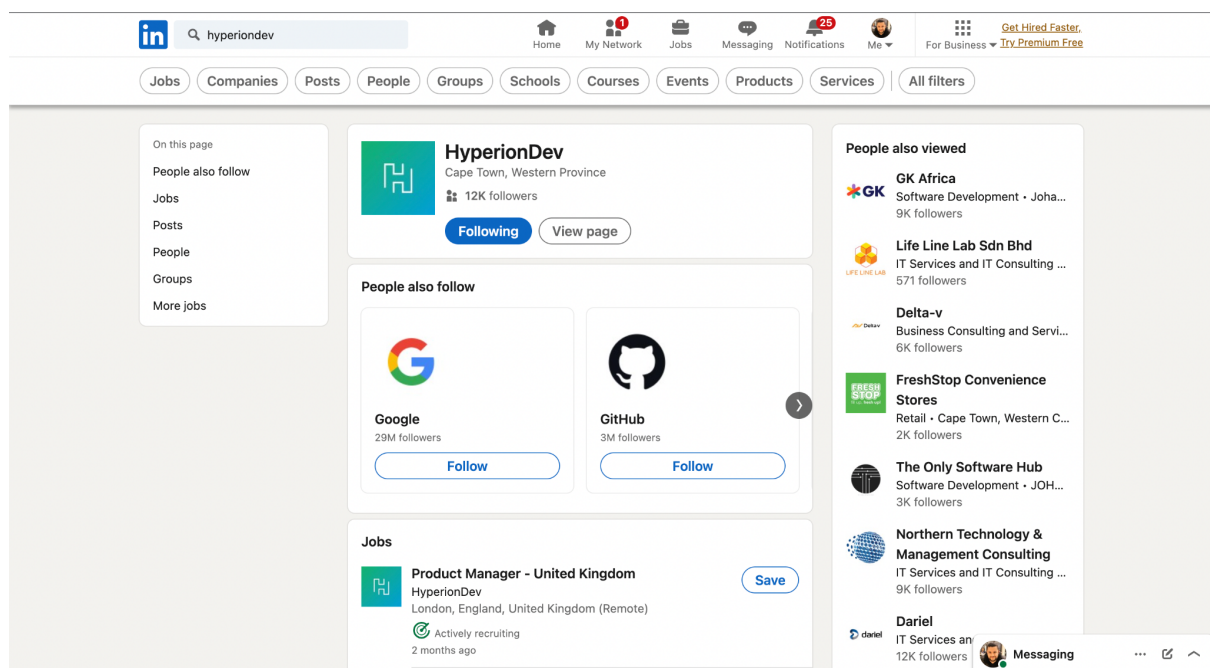 in
hyperiondev
Home
1
My Network
Jobs
Messaging
25
Notifications
Me
For Business
Get Hired Faster,
Try Premium Free
Jobs
Companies
Posts
People
Groups
Schools
Courses
Events
Products
Services
All filters
On this page
People also follow
Jobs
Posts
People
Groups
More jobs
HyperionDev
Cape Town, Western Province
12K followers
Following
View page
People also follow
Google
29M followers
Follow
GitHub
3M followers
Follow
Jobs
Product Manager - United Kingdom
HyperionDev
London, England, United Kingdom (Remote)
Actively recruiting
2 months ago
Save
People also viewed
GK
GK Africa
Software Development • Joha...
9K followers
LIFE LINE LAB
Life Line Lab Sdn Bhd
IT Services and IT Consulting ...
571 followers
Delta-v
Delta-v
Business Consulting and Servi...
6K followers
FRESH
STOP
FreshStop Convenience
Stores
Retail • Cape Town, Western C...
2K followers
The Only Software Hub
Software Development • JOH...
3K followers
Northern Technology &
Management Consulting
IT Services and IT Consulting ...
9K followers
dariel
Dariel
IT Services an
12K followers
Messaging